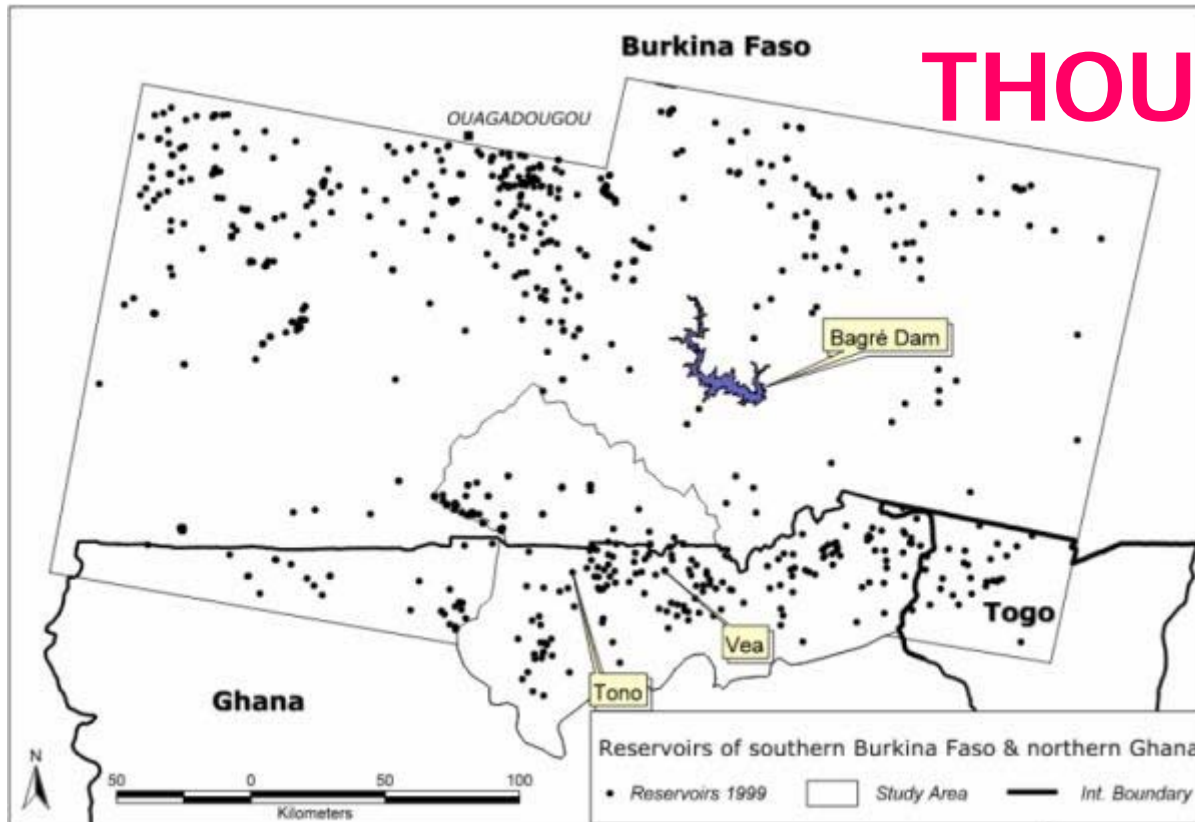 Burkina Faso
THOU
OUAGADOUGOU
Bagré Dam
Togo
Vea
Tono
Ghana
Reservoirs of southern Burkina Faso & northern Ghana
Reservoirs 1999 Study Area Int. Boundary
N
50 0 50 100
Kilometers